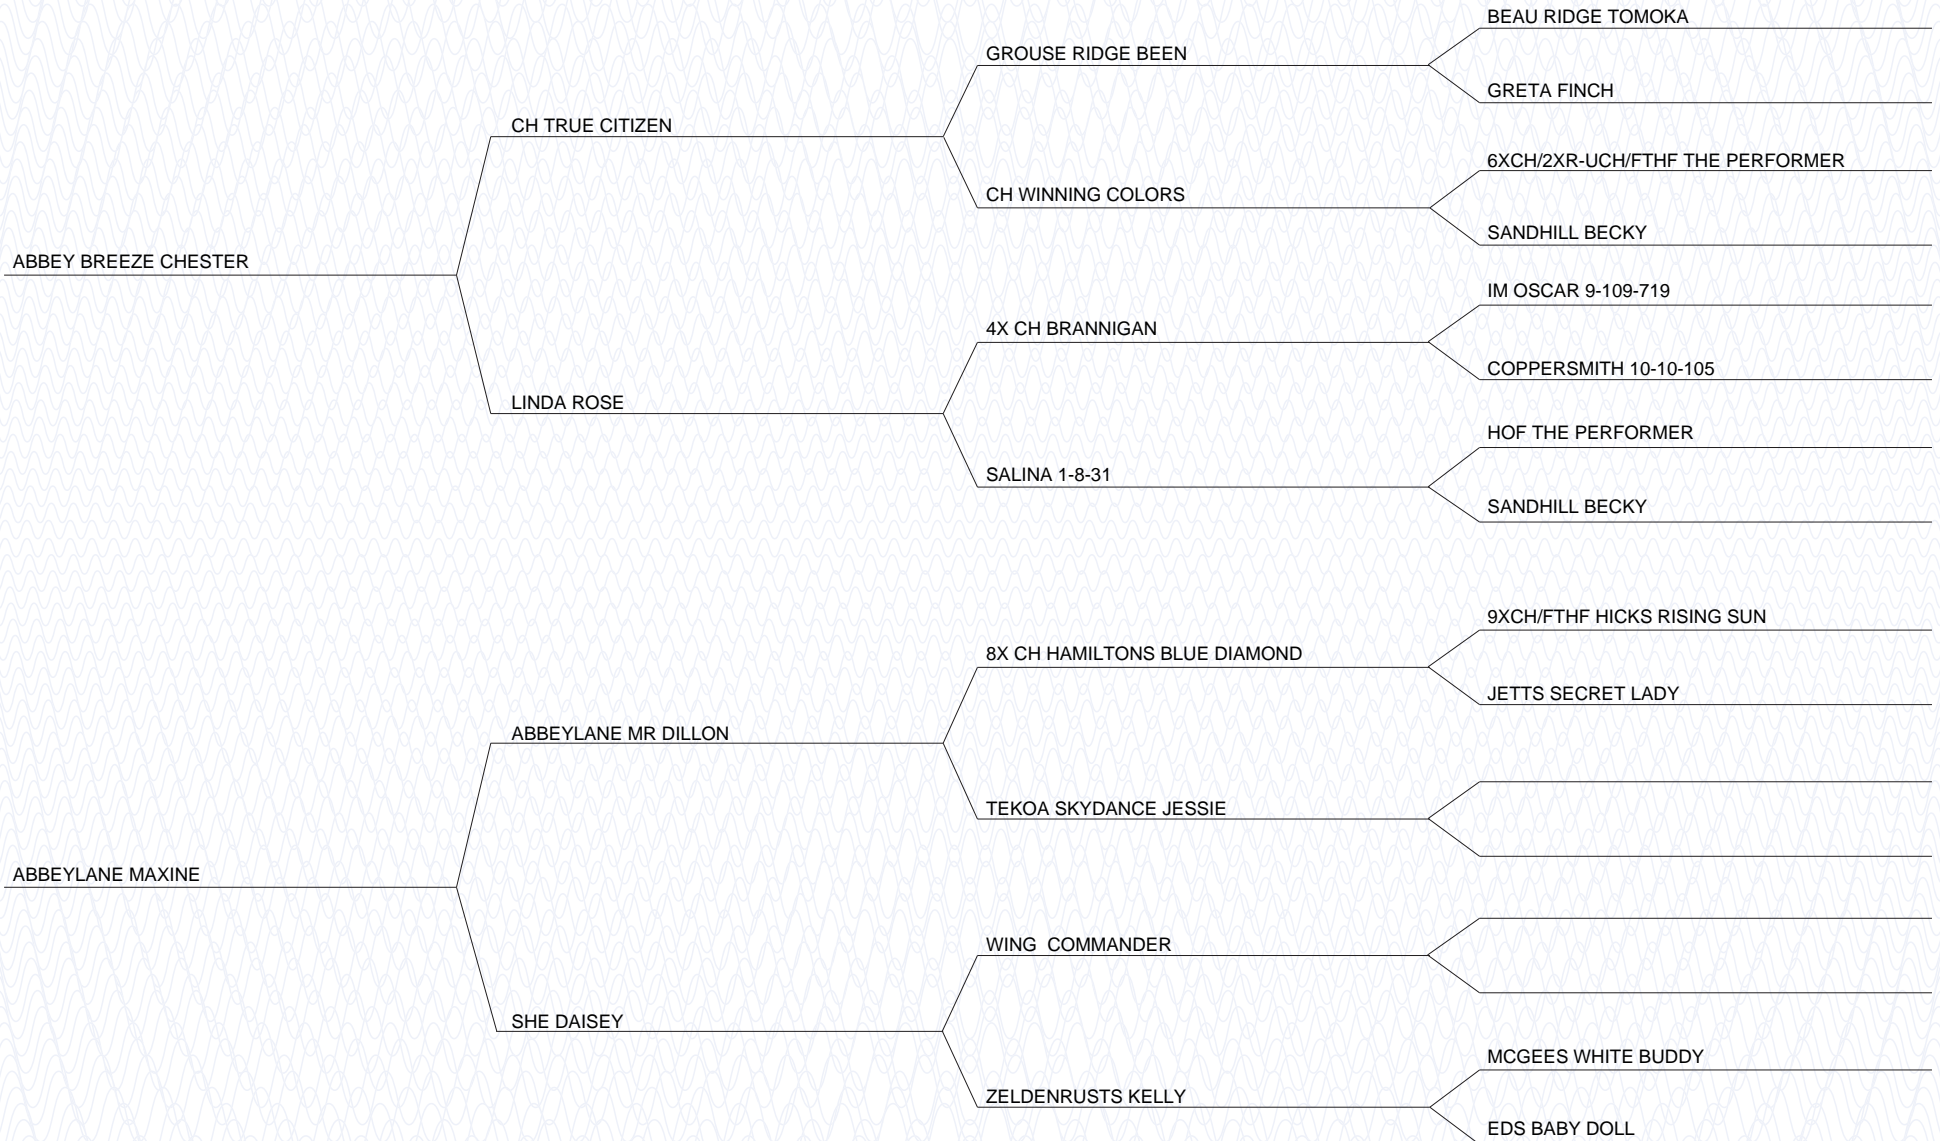 BEAU RIDGE TOMOKA
GROUSE RIDGE BEEN
GRETA FINCH
CH TRUE CITIZEN
6XCH/2XR-UCH/FTHF THE PERFORMER
CH WINNING COLORS
SANDHILL BECKY
ABBEY BREEZE CHESTER
IM OSCAR 9-109-719
4X CH BRANNIGAN
COPPERSMITH 10-10-105
LINDA ROSE
HOF THE PERFORMER
SALINA 1-8-31
SANDHILL BECKY
9XCH/FTHF HICKS RISING SUN
8X CH HAMILTONS BLUE DIAMOND
JETTS SECRET LADY
ABBEYLANE MR DILLON
TEKOA SKYDANCE JESSIE
ABBEYLANE MAXINE
WING  COMMANDER
SHE DAISEY
MCGEES WHITE BUDDY
ZELDENRUSTS KELLY
EDS BABY DOLL